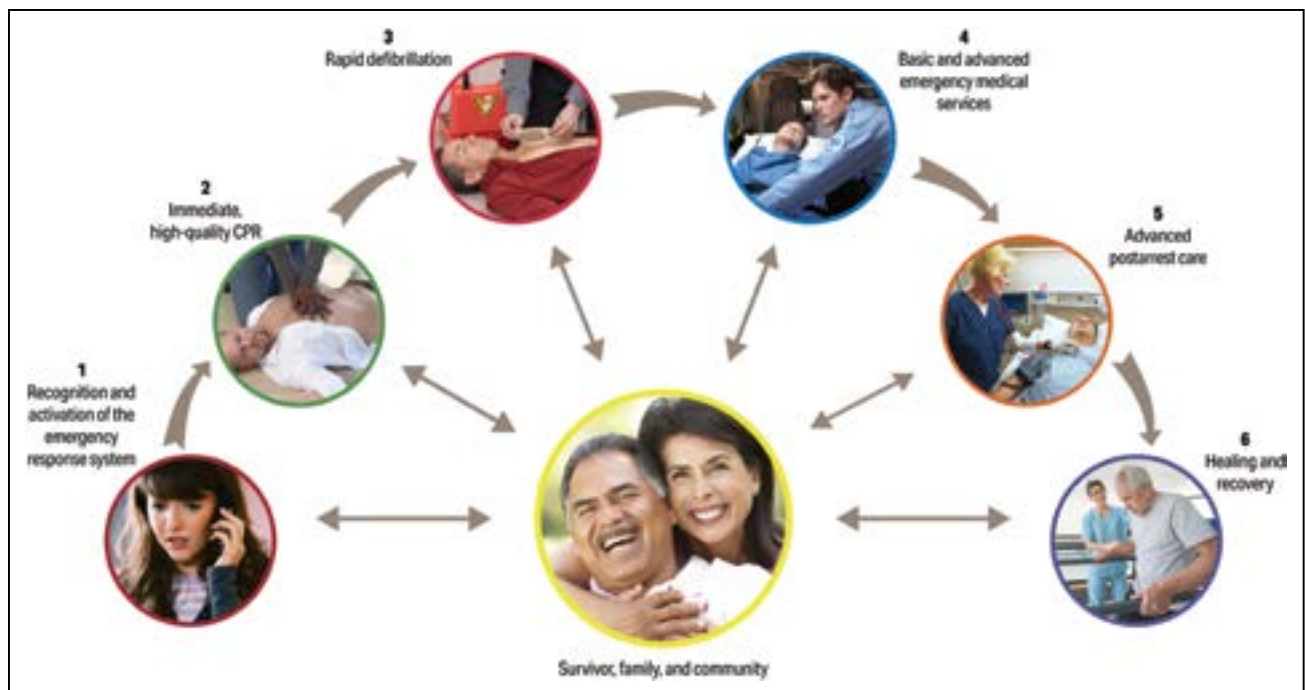 1
Recognition and
activation of the
emergency
response system
2
Immediate,
high-quality CPR
3
Rapid defibrillation
4
Basic and advanced
emergency medical
services
5
Advanced
postarrest care
6
Healing and
recovery
Survivor, family, and community